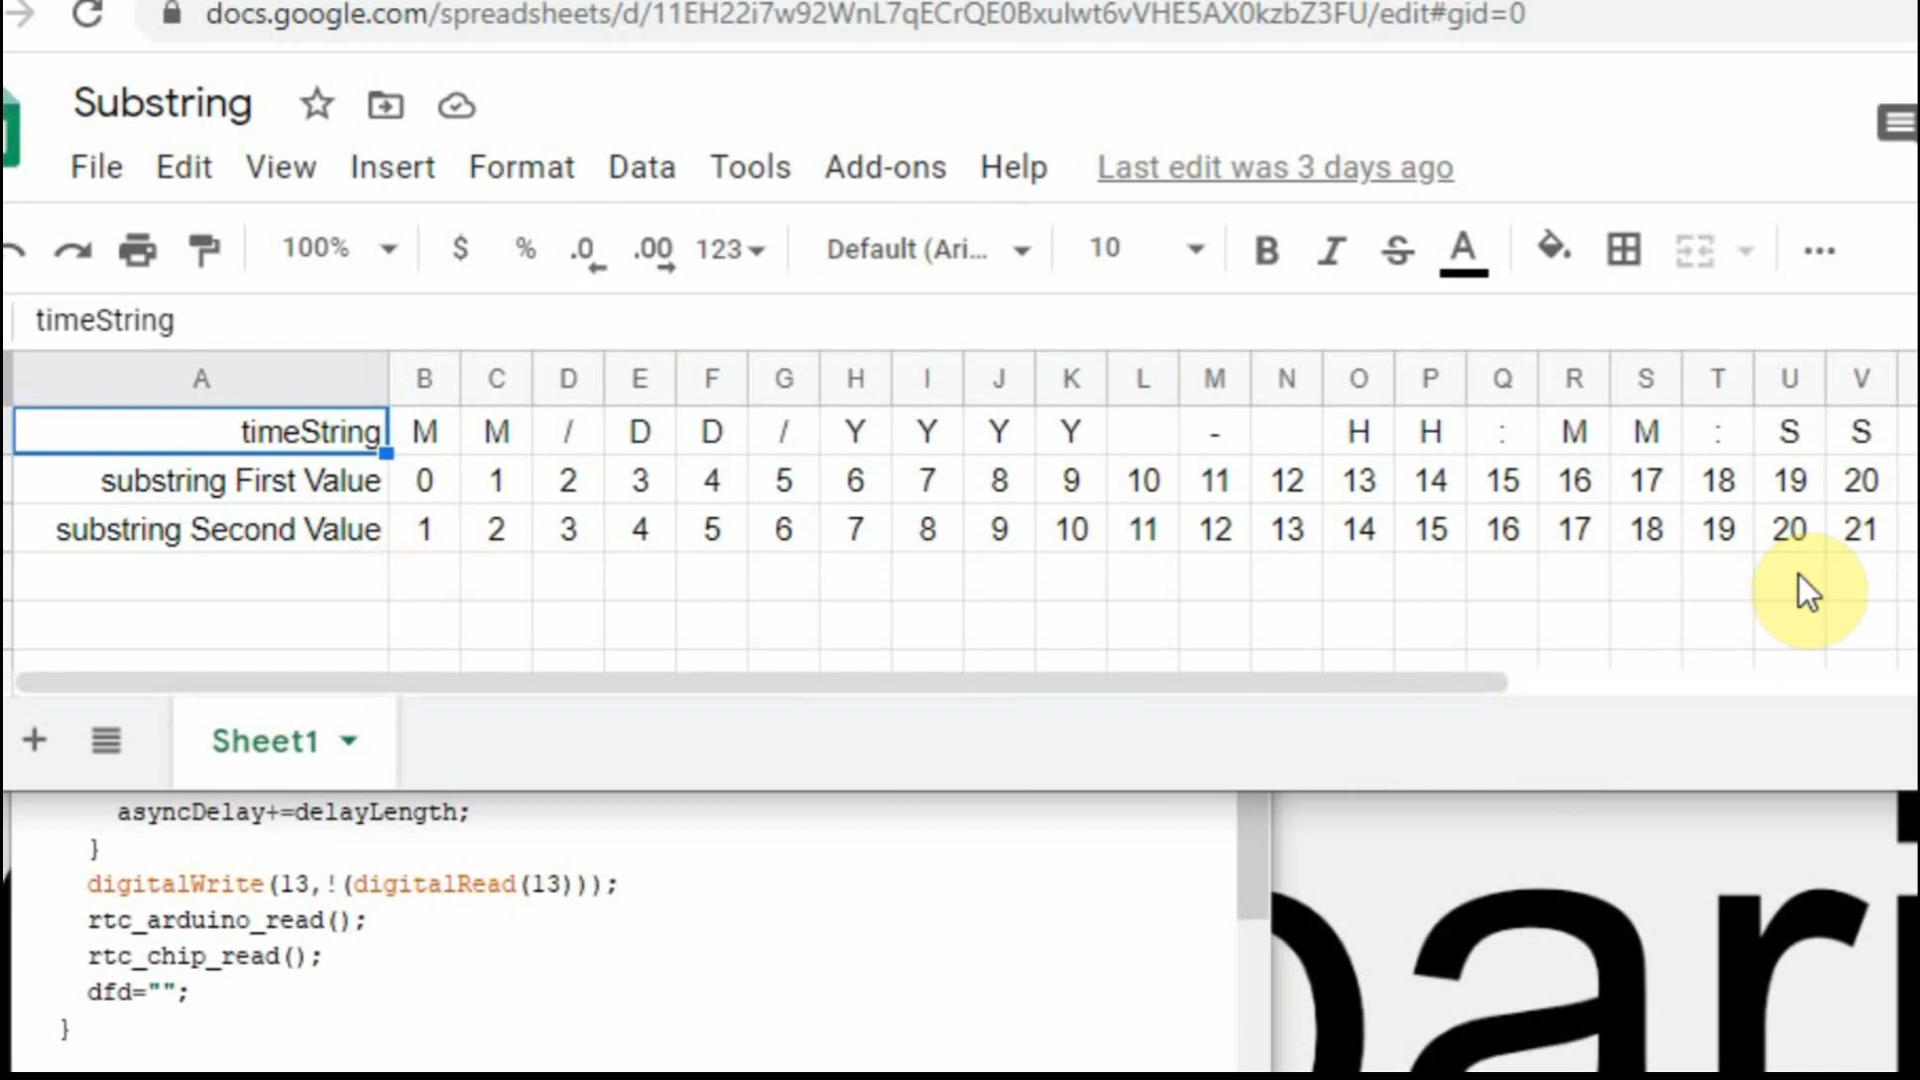 docs.google.com/spreadsheets/d/11EH22i7w92WnL7qECrQE0Bxulwt6vVHE5AX0kzbZ3FU/edit#gid=0
Substring
File Edit View Insert Format Data Tools Add-ons Help Last edit was 3 days ago
100% $ % .0 .00 123 Default (Ari... 10 B I S A ...
timeString
A B C D E F G H I J K L M N O P Q R S T U V
timeString M M / D D / Y Y Y Y - H H : M M : S S
substring First Value 0 1 2 3 4 5 6 7 8 9 10 11 12 13 14 15 16 17 18 19 20
substring Second Value 1 2 3 4 5 6 7 8 9 10 11 12 13 14 15 16 17 18 19 20 21
+ Sheet1
asyncDelay+=delayLength;
}
digitalWrite(13,!(digitalRead(13)));
rtc_arduino_read();
rtc_chip_read();
dfd="";
}